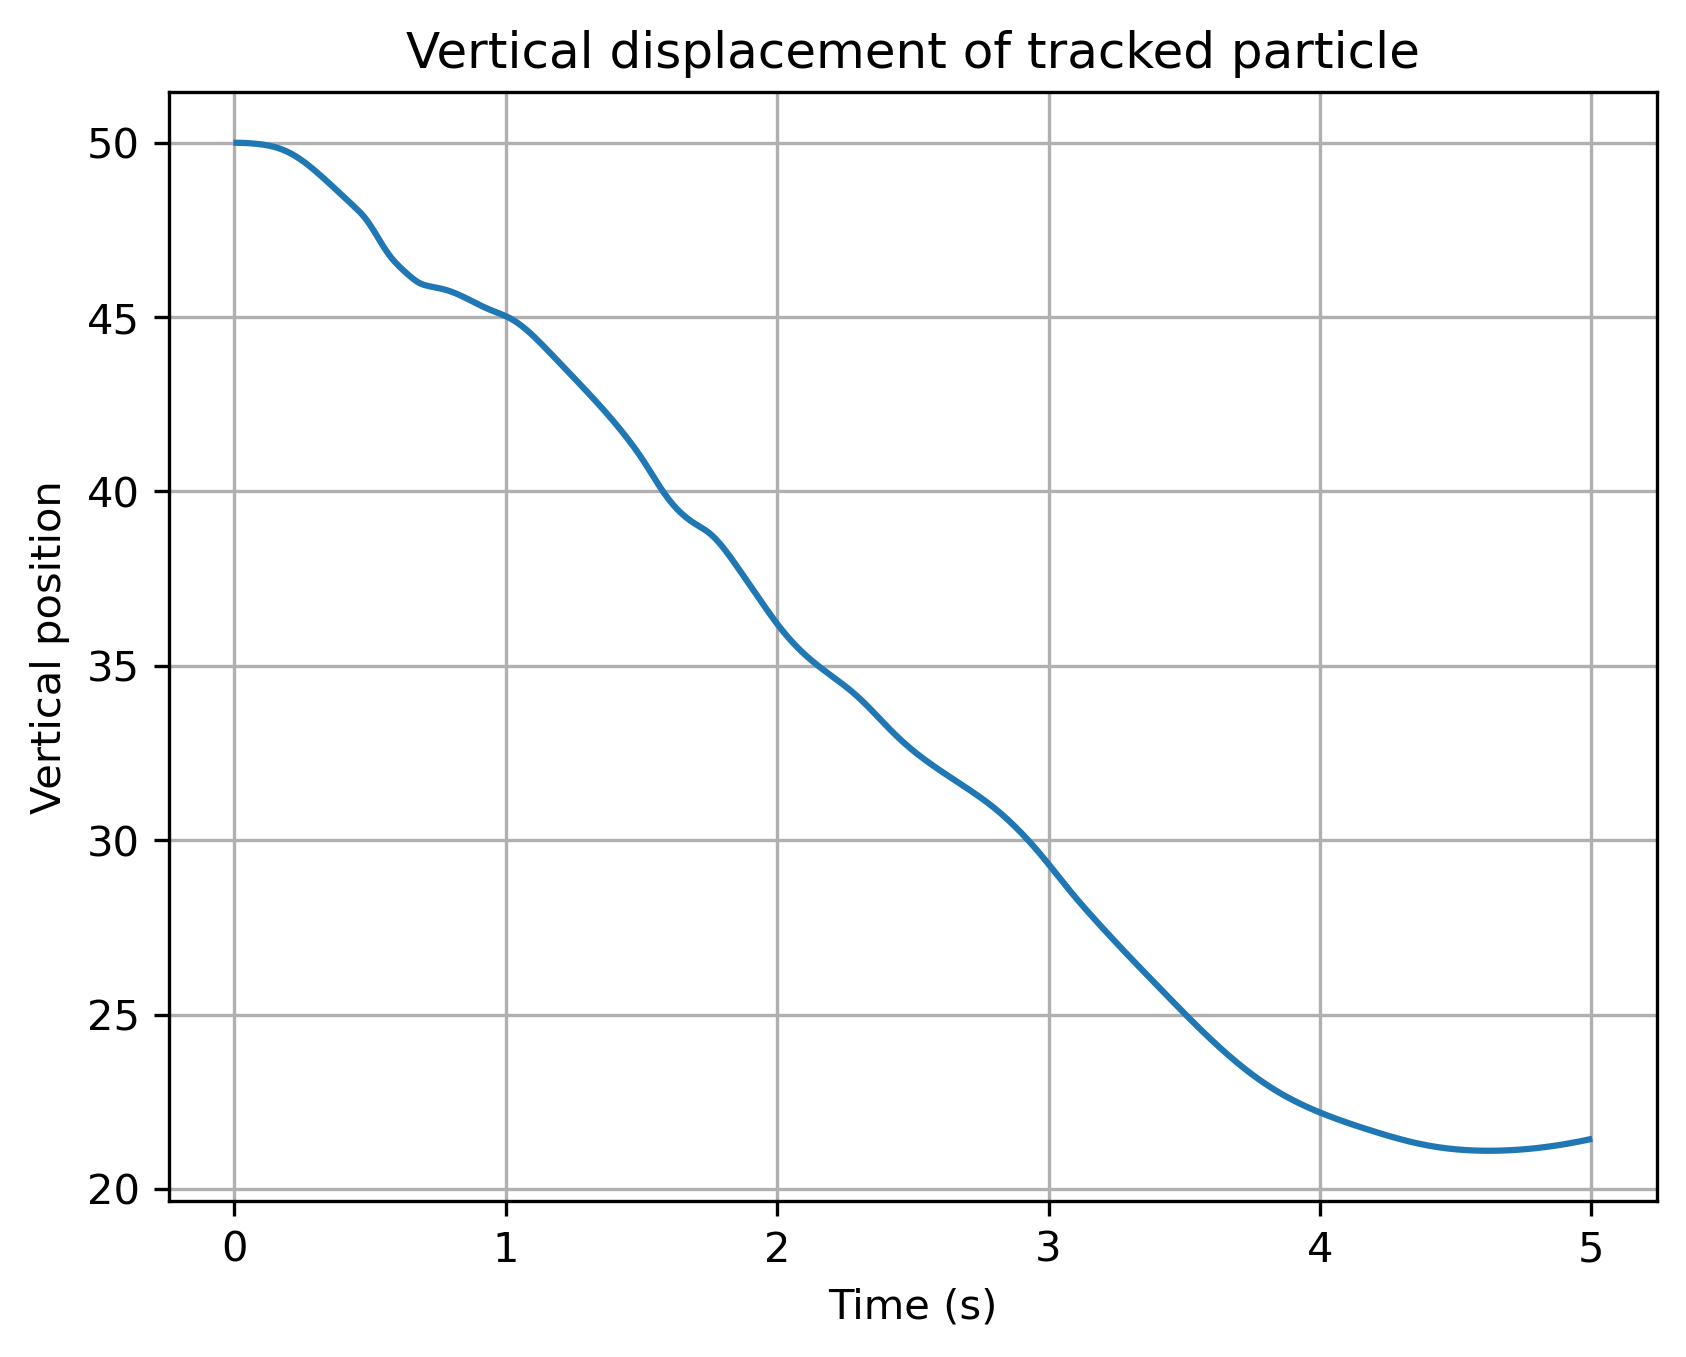 Vertical displacement of tracked particle
50
45
40
35
30
25
20
Vertical position
0 1 2 3 4 5
Time (s)